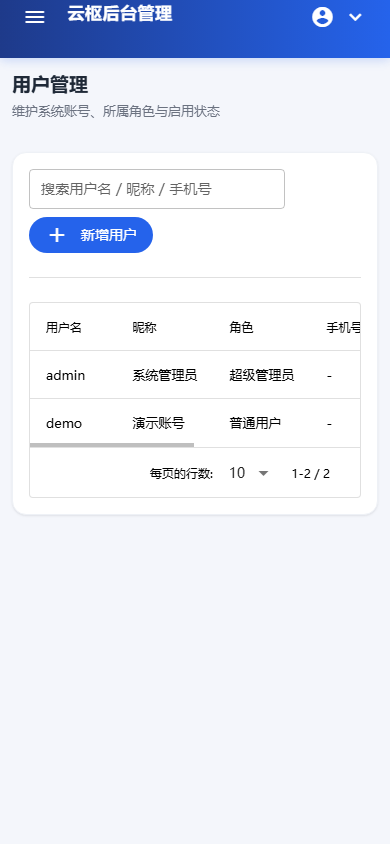 云枢后台管理
用户管理
维护系统账号、所属角色与启用状态
搜索用户名 / 昵称 / 手机号
新增用户
用户名 昵称 角色 手机号
admin 系统管理员 超级管理员 -
demo 演示账号 普通用户 -
每页的行数: 10 1-2 / 2